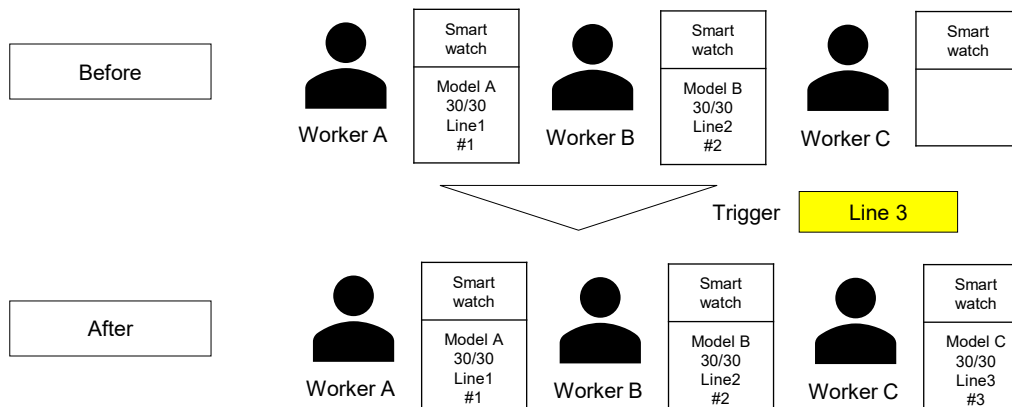 Before
Worker A
Smart
watch
Model A
30/30
Line1
#1
Worker B
Smart
watch
Model B
30/30
Line2
#2
Worker C
Smart
watch
Trigger
Line 3
After
Worker A
Smart
watch
Model A
30/30
Line1
#1
Worker B
Smart
watch
Model B
30/30
Line2
#2
Worker C
Smart
watch
Model C
30/30
Line3
#3